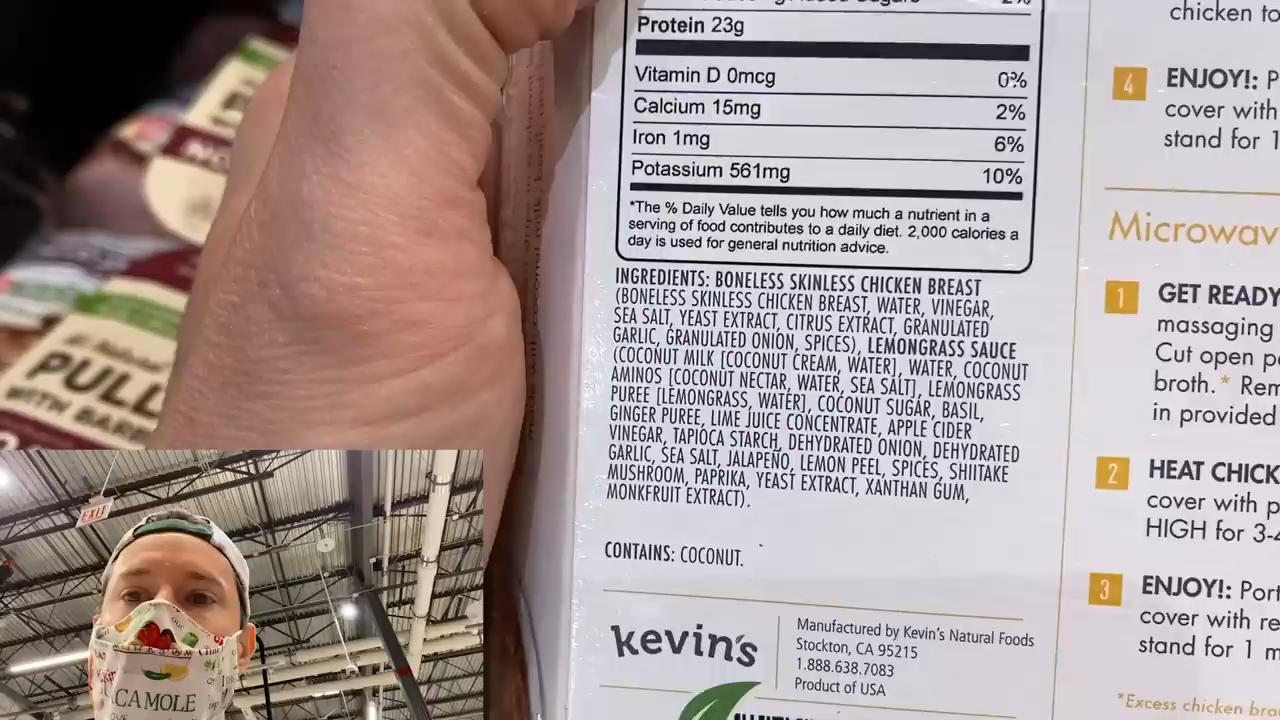 Protein 23g
Vitamin D 0mcg 0%
Calcium 15mg 2%
Iron 1mg 6%
Potassium 561mg 10%
*The % Daily Value tells you how much a nutrient in a
serving of food contributes to a daily diet. 2,000 calories a
day is used for general nutrition advice.
INGREDIENTS: BONELESS SKINLESS CHICKEN BREAST
(BONELESS SKINLESS CHICKEN BREAST, WATER, VINEGAR,
SEA SALT, YEAST EXTRACT, CITRUS EXTRACT, GRANULATED
GARLIC, GRANULATED ONION, SPICES), LEMONGRASS SAUCE
(COCONUT MILK [COCONUT CREAM, WATER], WATER, COCONUT
AMINOS [COCONUT NECTAR, WATER, SEA SALT], LEMONGRASS
PUREE [LEMONGRASS, WATER], COCONUT SUGAR, BASIL,
GINGER PUREE, LIME JUICE CONCENTRATE, APPLE CIDER
VINEGAR, TAPIOCA STARCH, DEHYDRATED ONION, DEHYDRATED
GARLIC, SEA SALT, JALAPEÑO, LEMON PEEL, SPICES, SHIITAKE
MUSHROOM, PAPRIKA, YEAST EXTRACT, XANTHAN GUM,
MONKFRUIT EXTRACT).
CONTAINS: COCONUT.
kevin's
Manufactured by Kevin's Natural Foods
Stockton, CA 95215
1.888.638.7083
Product of USA
chicken to
4 ENJOY!: P
cover with
stand for 1
Microwav
1 GET READY
massaging
Cut open p
broth.* Rem
in provided
2 HEAT CHICK
cover with p
HIGH for 3-4
3 ENJOY!: Port
cover with re
stand for 1 m
*Excess chicken bro
PULL
WITH BARB
EXIT
CAMOLE